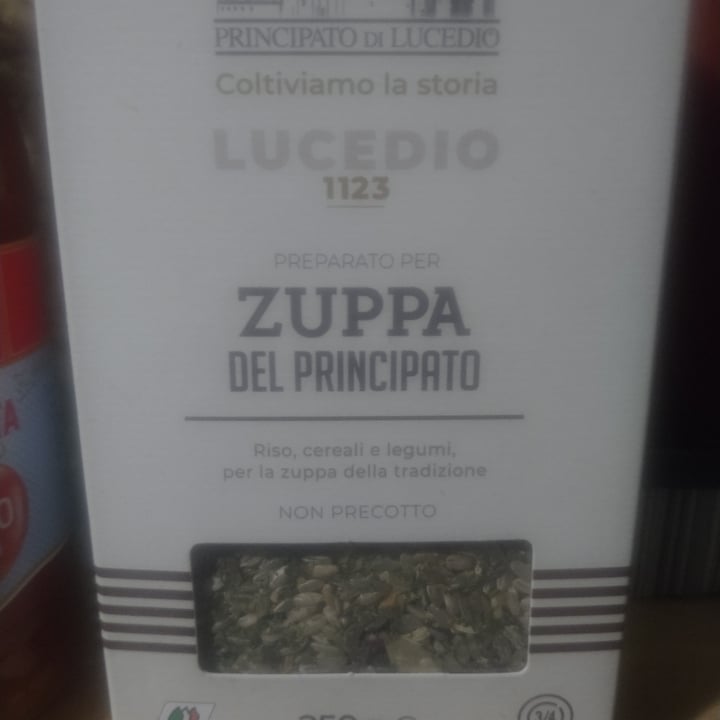 PRINCIPATO DI LUCEDIO
Coltiviamo la storia
LUCEDIO
1123
PREPARATO PER
ZUPPA
DEL PRINCIPATO
Riso, cereali e legumi,
per la zuppa della tradizione
NON PRECOTTO